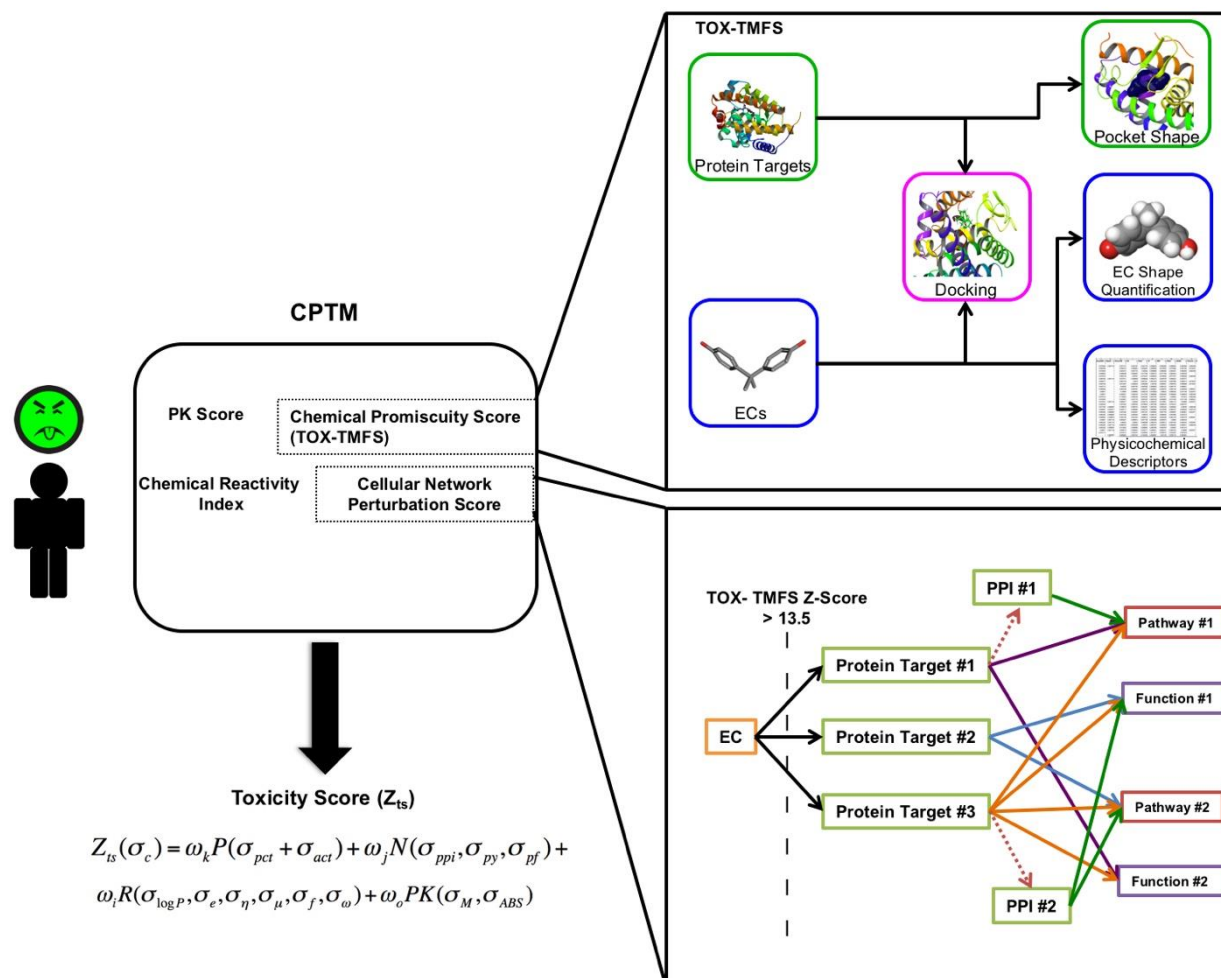 CPTM
PK Score
Chemical Promiscuity Score
(TOX-TMFS)
Chemical Reactivity
Index
Cellular Network
Perturbation Score
Toxicity Score (Z_ts)
Z_ts(σ_c) = ω_k P(σ_pct + σ_act) + ω_j N(σ_ppi, σ_py, σ_pf) +
ω_i R(σ_logP, σ_e, σ_η, σ_μ, σ_f, σ_ω) + ω_o PK(σ_M, σ_ABS)
TOX-TMFS
Protein Targets
Pocket Shape
Docking
EC Shape
Quantification
ECs
Physicochemical
Descriptors
TOX- TMFS Z-Score
> 13.5
EC
Protein Target #1
Protein Target #2
Protein Target #3
PPI #1
PPI #2
Pathway #1
Function #1
Pathway #2
Function #2